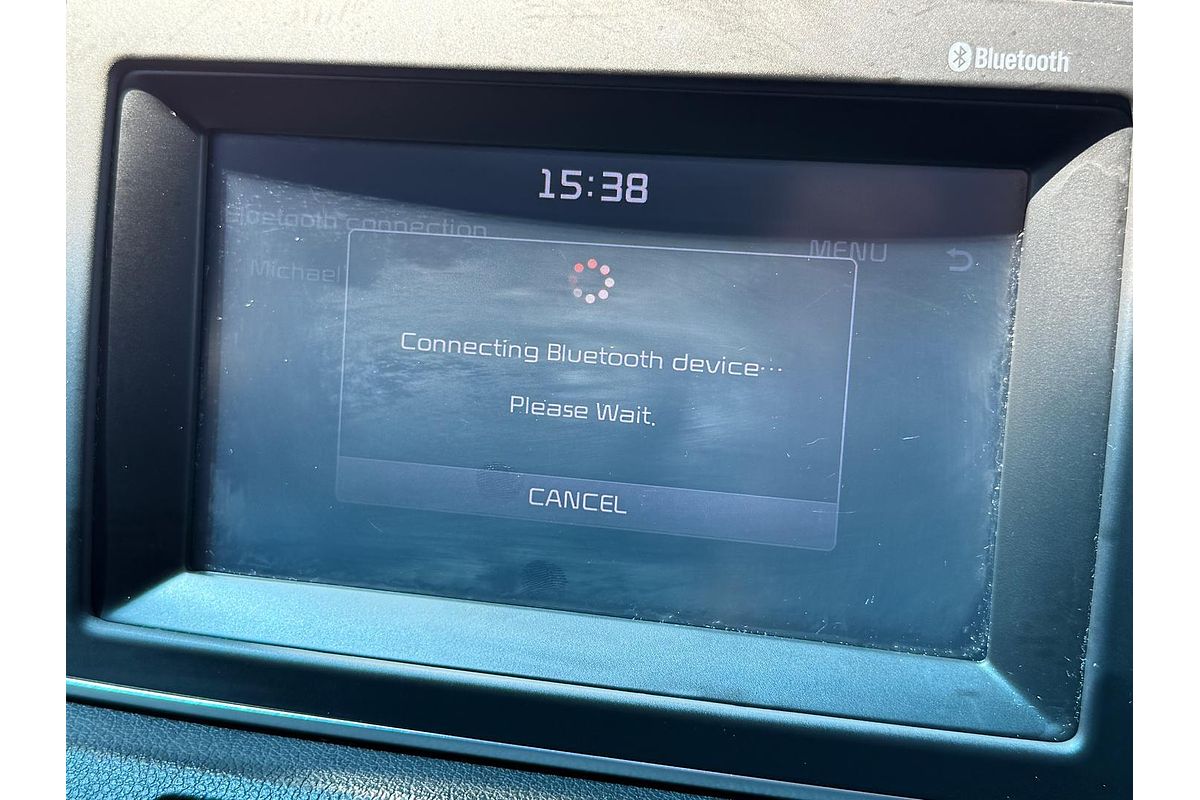 Bluetooth
15:38
Bluetooth connection
MENU
Michael
Connecting Bluetooth device...
Please Wait.
CANCEL